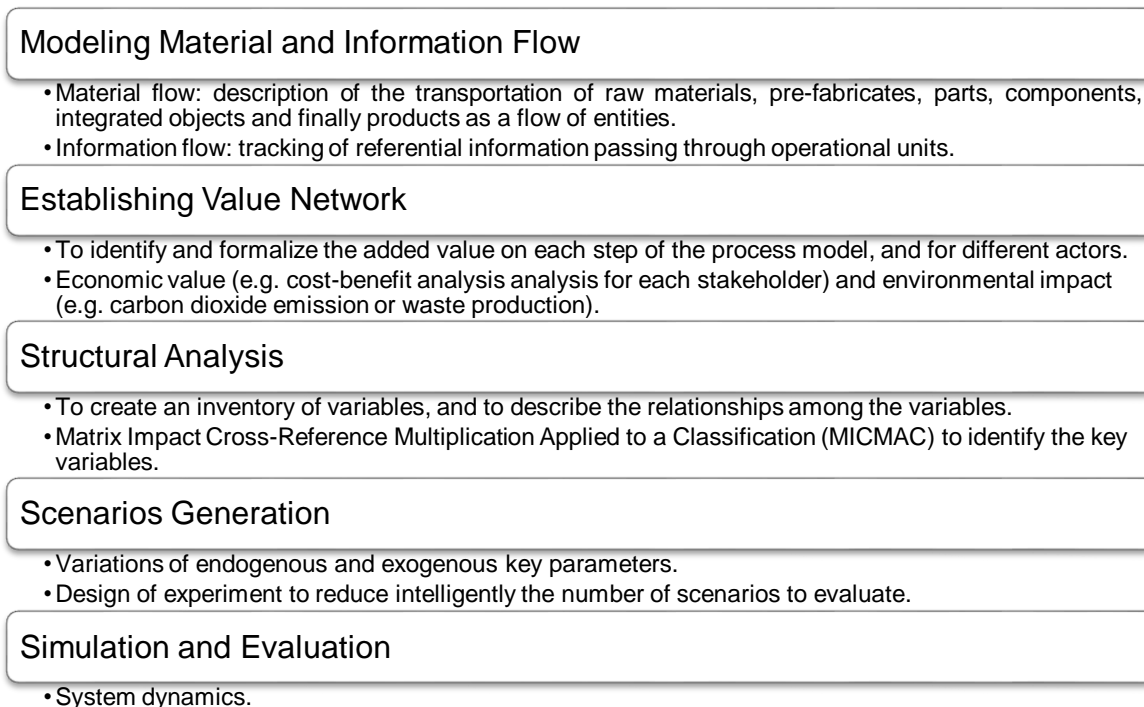 Modeling Material and Information Flow
•Material flow: description of the transportation of raw materials, pre-fabricates, parts, components,
integrated objects and finally products as a flow of entities.
•Information flow: tracking of referential information passing through operational units.
Establishing Value Network
•To identify and formalize the added value on each step of the process model, and for different actors.
•Economic value (e.g. cost-benefit analysis analysis for each stakeholder) and environmental impact
(e.g. carbon dioxide emission or waste production).
Structural Analysis
•To create an inventory of variables, and to describe the relationships among the variables.
•Matrix Impact Cross-Reference Multiplication Applied to a Classification (MICMAC) to identify the key
variables.
Scenarios Generation
•Variations of endogenous and exogenous key parameters.
•Design of experiment to reduce intelligently the number of scenarios to evaluate.
Simulation and Evaluation
•System dynamics.